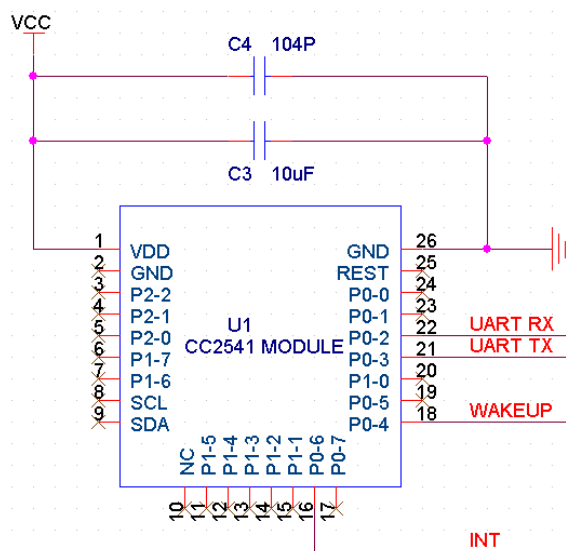 VCC
C4 104P
C3 10uF
1 VDD GND 26
2 GND REST 25
3 P2-2 P0-0 24
4 P2-1 P0-1 23
5 P2-0 U1 P0-2 22 UART RX
6 P1-7 CC2541 MODULE P0-3 21 UART TX
7 P1-6 P1-0 20
8 SCL P0-5 19
9 SDA P0-4 18 WAKEUP
NC P1-5 P1-4 P1-3 P1-2 P1-1 P0-6 P0-7
10 11 12 13 14 15 16 17
INT